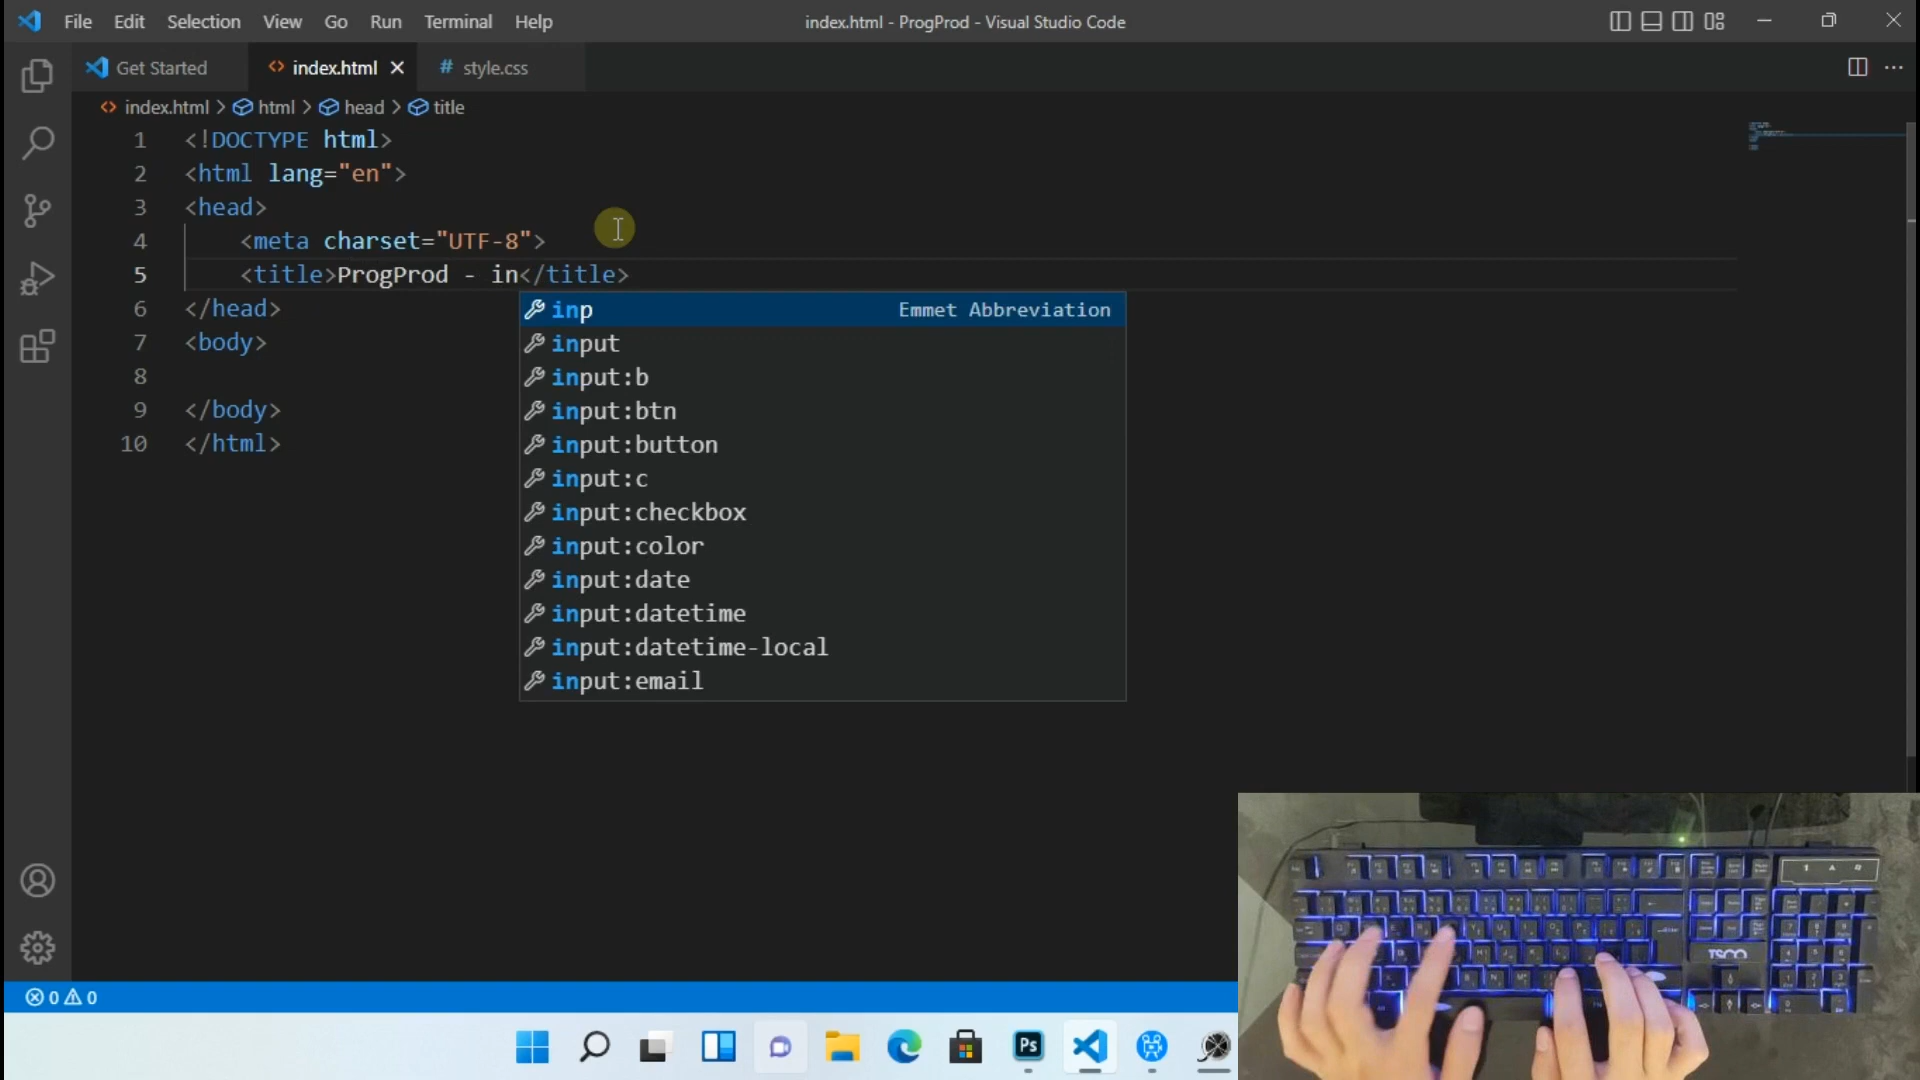 File Edit Selection View Go Run Terminal Help index.html - ProgProd - Visual Studio Code
Get Started index.html # style.css
index.html > html > head > title
1 <!DOCTYPE html>
2 <html lang="en">
3 <head>
4 <meta charset="UTF-8">
5 <title>ProgProd - in</title>
6 </head>
7 <body>
8
9 </body>
10 </html>
inp Emmet Abbreviation
input
input:b
input:btn
input:button
input:c
input:checkbox
input:color
input:date
input:datetime
input:datetime-local
input:email
0 0
Ps
TSCO